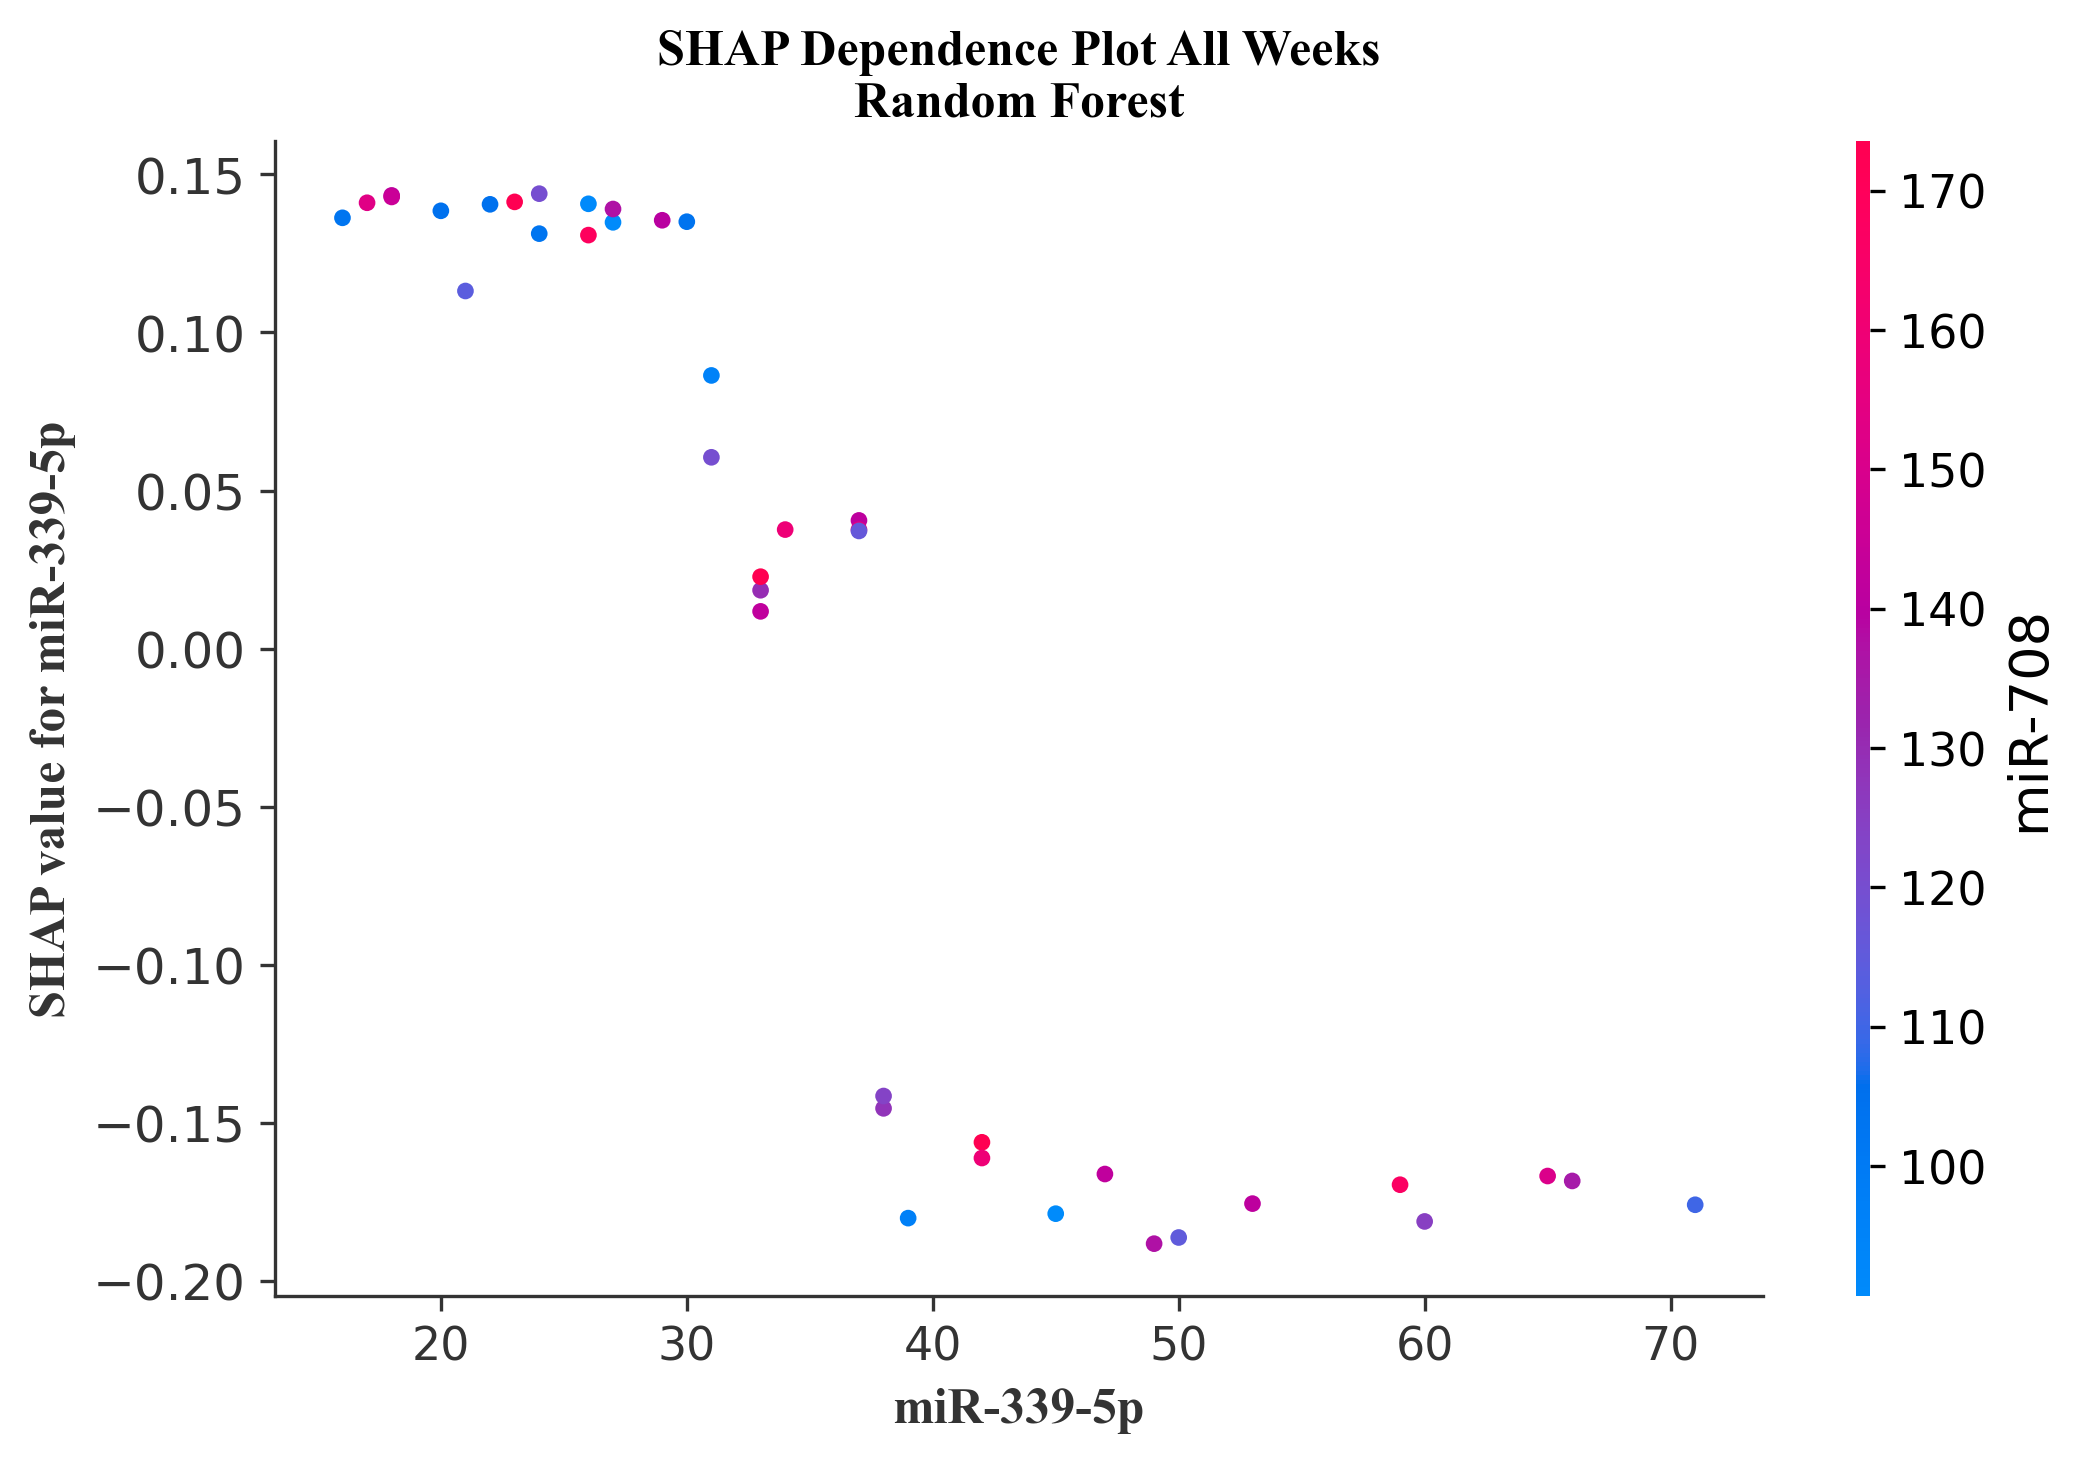 SHAP Dependence Plot All Weeks
Random Forest
SHAP value for miR-339-5p
0.15
0.10
0.05
0.00
−0.05
−0.10
−0.15
−0.20
20 30 40 50 60 70
miR-339-5p
170
160
150
140
130
120
110
100
miR-708